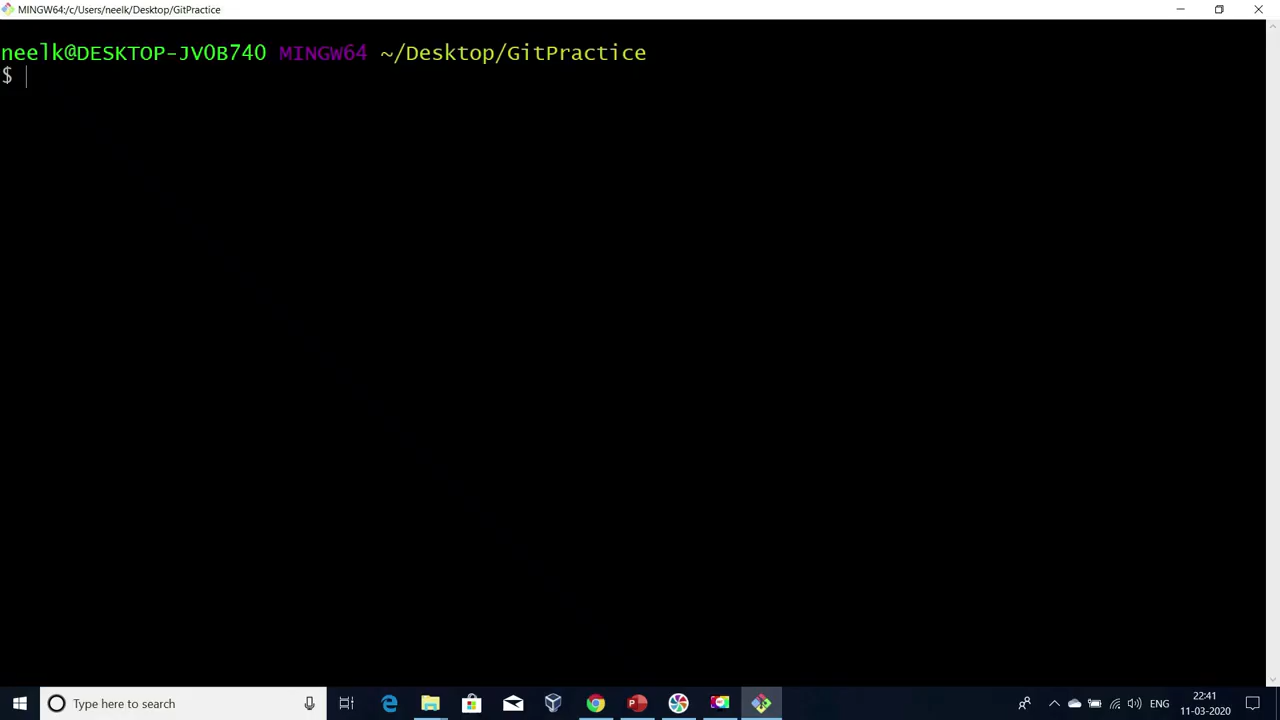 MINGW64:/c/Users/neelk/Desktop/GitPractice
neelk@DESKTOP-JV0B740 MINGW64 ~/Desktop/GitPractice
$
Type here to search
ENG
22:41
11-03-2020